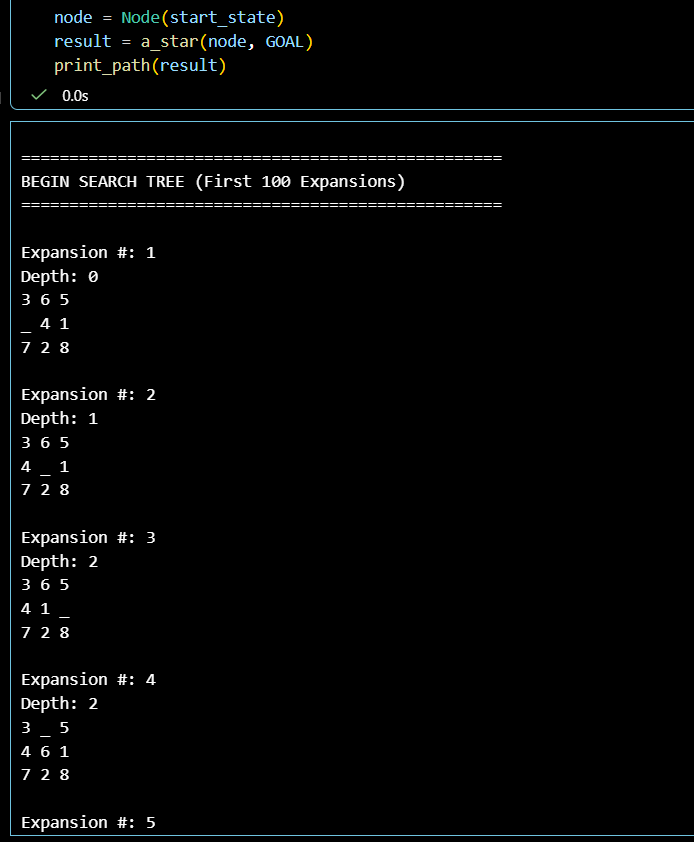 node = Node(start_state)
result = a_star(node, GOAL)
print_path(result)
0.0s
==================================================
BEGIN SEARCH TREE (First 100 Expansions)
==================================================
Expansion #: 1
Depth: 0
3 6 5
_ 4 1
7 2 8
Expansion #: 2
Depth: 1
3 6 5
4 _ 1
7 2 8
Expansion #: 3
Depth: 2
3 6 5
4 1 _
7 2 8
Expansion #: 4
Depth: 2
3 _ 5
4 6 1
7 2 8
Expansion #: 5